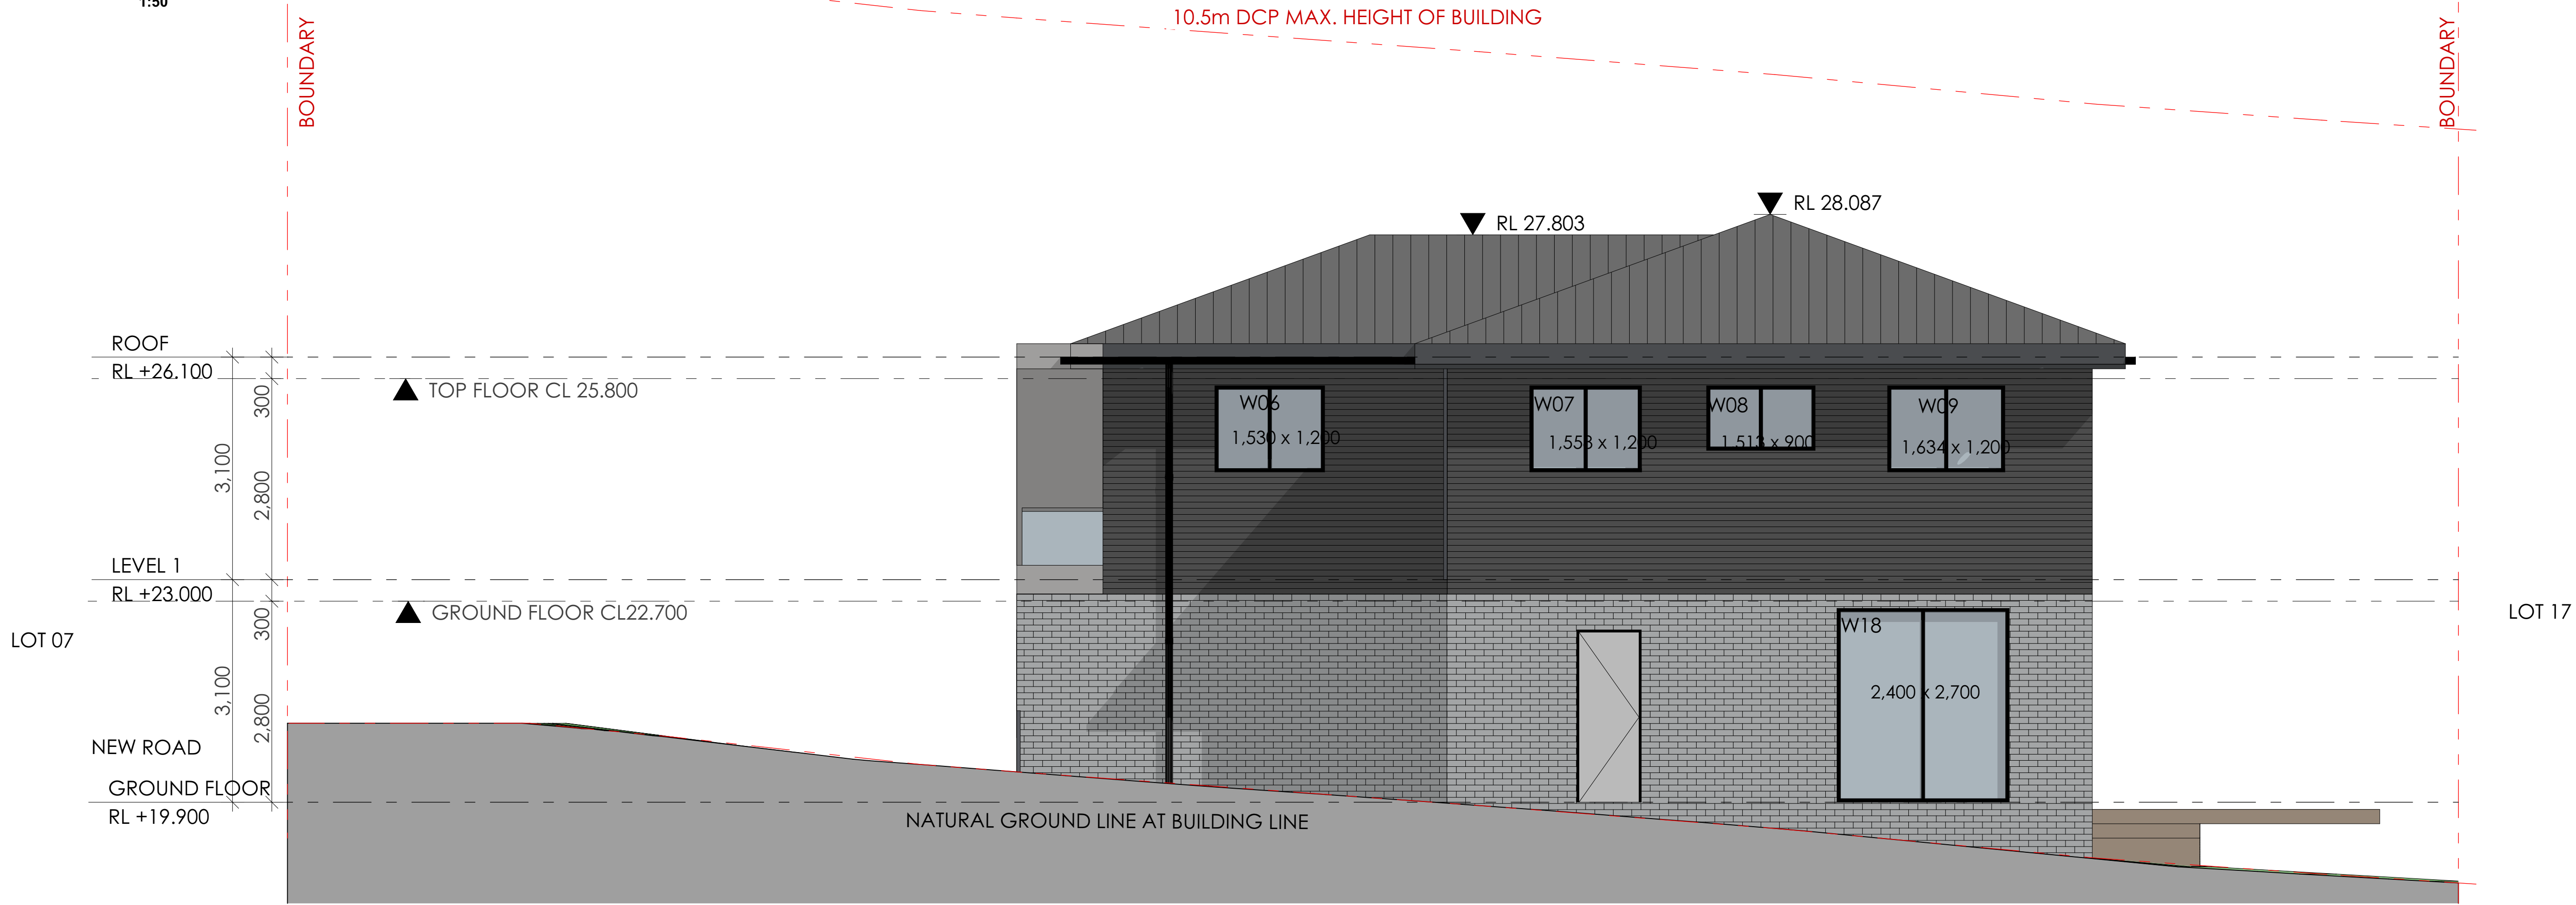 1:50
10.5m DCP MAX. HEIGHT OF BUILDING
BOUNDARY
BOUNDARY
RL 28.087
RL 27.803
ROOF
RL +26.100
TOP FLOOR CL 25.800
300
3,100
2,800
W06
1,530 x 1,200
W07
1,553 x 1,200
W08
1,513 x 900
W09
1,634 x 1,200
LEVEL 1
RL +23.000
GROUND FLOOR CL22.700
300
3,100
2,800
LOT 07
LOT 17
W18
2,400 x 2,700
NEW ROAD
GROUND FLOOR
RL +19.900
NATURAL GROUND LINE AT BUILDING LINE